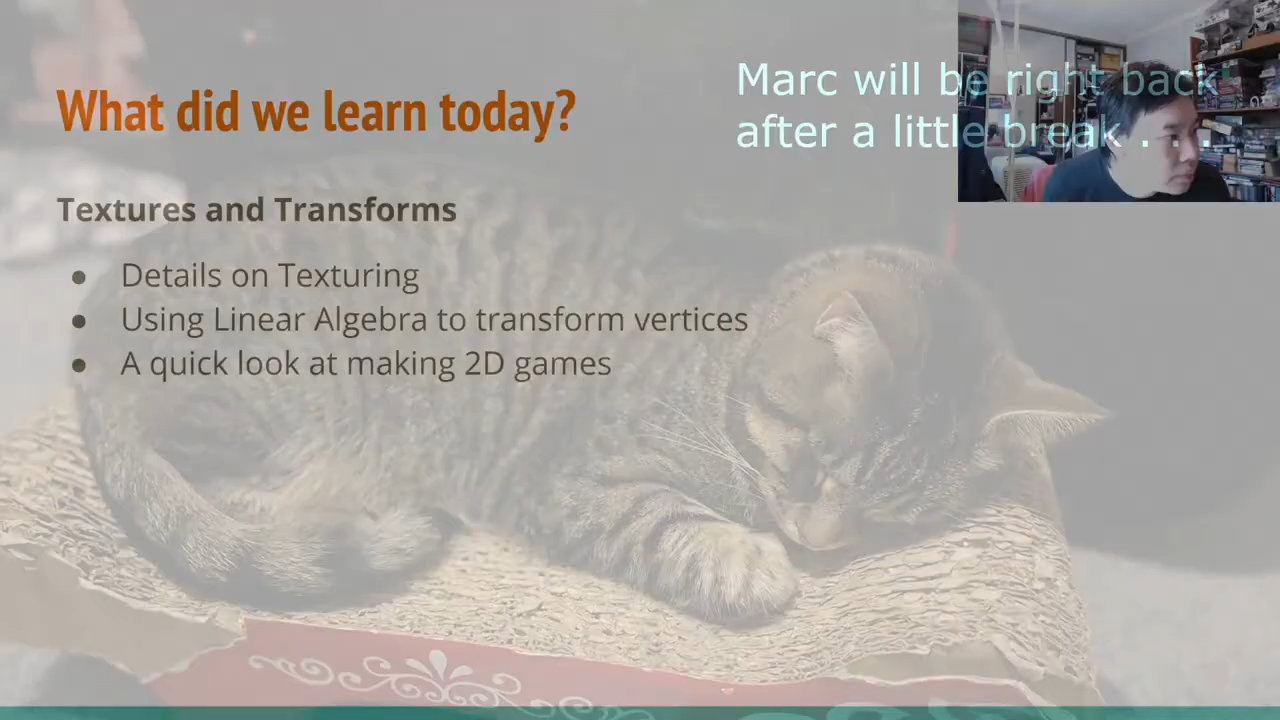 What did we learn today?
Marc will be right back
after a little break . . .
Textures and Transforms
● Details on Texturing
● Using Linear Algebra to transform vertices
● A quick look at making 2D games